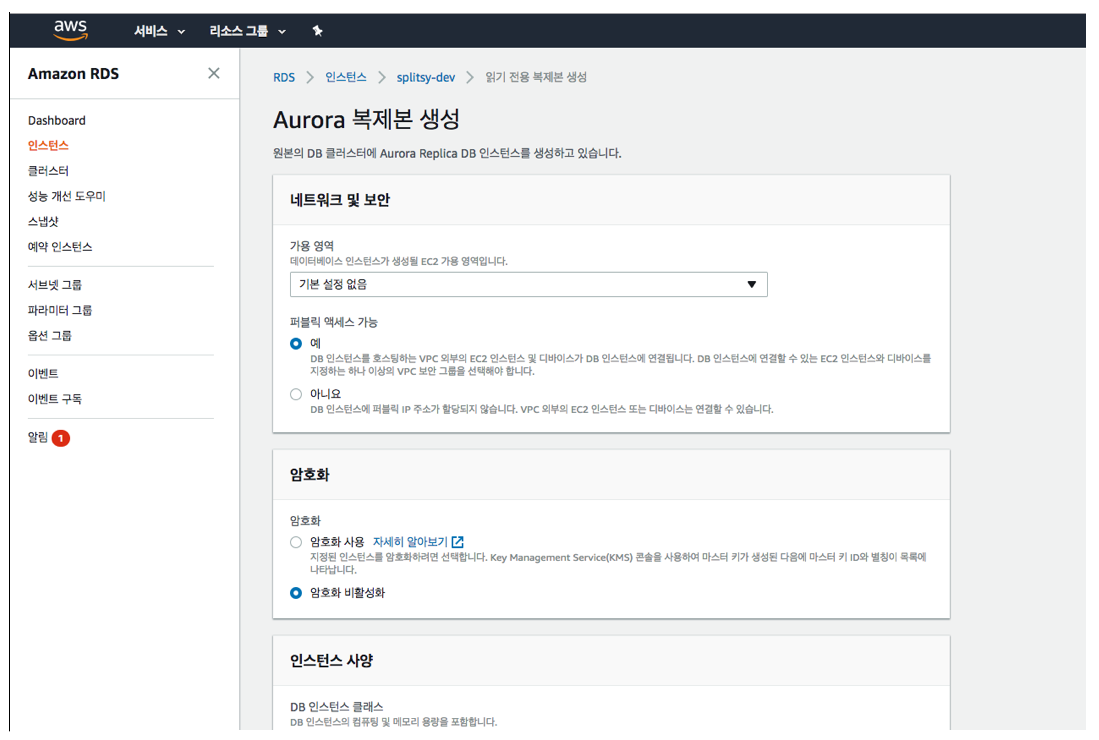 aws
서비스
리소스 그룹
Amazon RDS
Dashboard
인스턴스
클러스터
성능 개선 도우미
스냅샷
예약 인스턴스
서브넷 그룹
파라미터 그룹
옵션 그룹
이벤트
이벤트 구독
알림 1
RDS > 인스턴스 > splitsy-dev > 읽기 전용 복제본 생성
Aurora 복제본 생성
원본의 DB 클러스터에 Aurora Replica DB 인스턴스를 생성하고 있습니다.
네트워크 및 보안
가용 영역
데이터베이스 인스턴스가 생성될 EC2 가용 영역입니다.
기본 설정 없음
퍼블릭 액세스 가능
예
DB 인스턴스를 호스팅하는 VPC 외부의 EC2 인스턴스 및 디바이스가 DB 인스턴스에 연결됩니다. DB 인스턴스에 연결할 수 있는 EC2 인스턴스와 디바이스를
지정하는 하나 이상의 VPC 보안 그룹을 선택해야 합니다.
아니요
DB 인스턴스에 퍼블릭 IP 주소가 할당되지 않습니다. VPC 외부의 EC2 인스턴스 또는 디바이스는 연결할 수 있습니다.
암호화
암호화
암호화 사용 자세히 알아보기
지정된 인스턴스를 암호화하려면 선택합니다. Key Management Service(KMS) 콘솔을 사용하여 마스터 키가 생성된 다음에 마스터 키 ID와 별칭이 목록에
나타납니다.
암호화 비활성화
인스턴스 사양
DB 인스턴스 클래스
DB 인스턴스의 컴퓨팅 및 메모리 용량을 포함합니다.